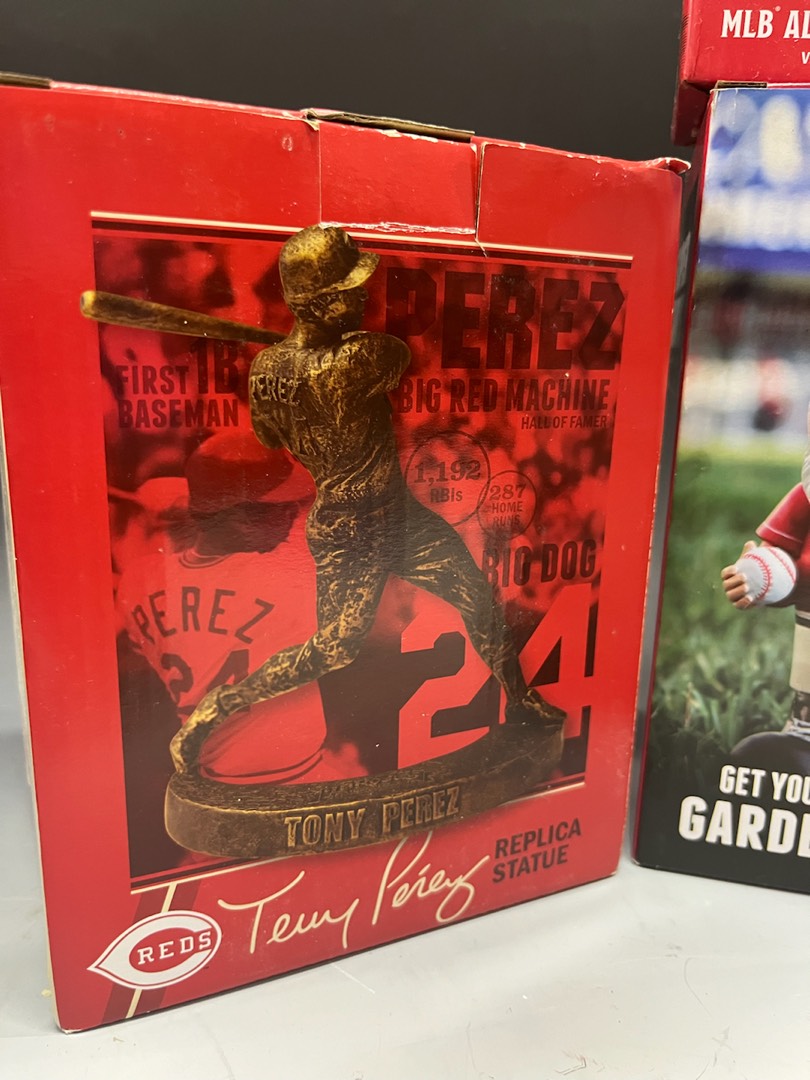 MLB AL
V
PEREZ
FIRST 1B
BASEMAN
PEREZ
BIG RED MACHINE
HALL OF FAMER
1,192
RBIs
287
HOME
RUNS
BIG DOG
PEREZ
24
24
TONY PEREZ
REPLICA
STATUE
Tony Pérez
REDS
GET YOU
GARDE